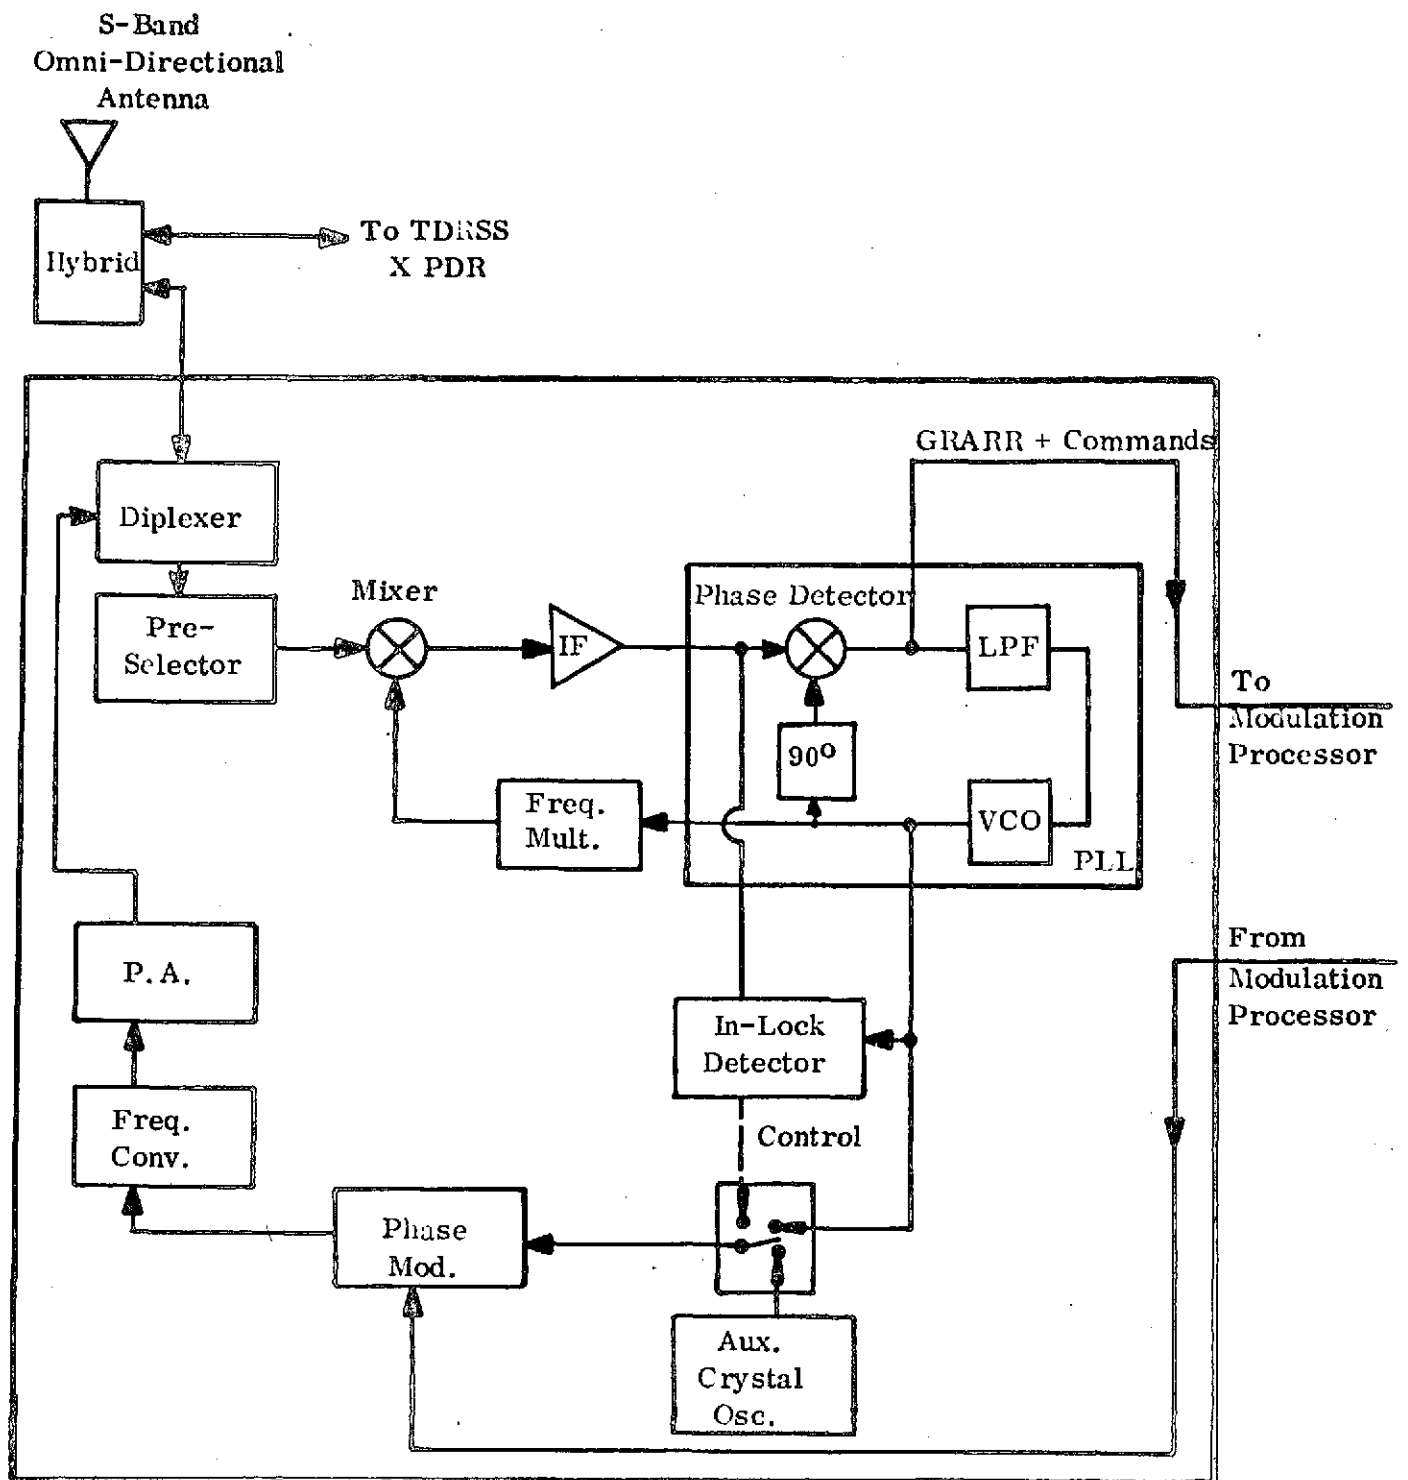 S-Band
Omni-Directional
Antenna
Hybrid
To TDRSS
X PDR
GRARR + Commands
Diplexer
Pre-
Selector
Mixer
IF
Phase Detector
LPF
90°
Freq.
Mult.
VCO
PLL
To
Modulation
Processor
P.A.
From
Modulation
Processor
In-Lock
Detector
Freq.
Conv.
Control
Phase
Mod.
Aux.
Crystal
Osc.